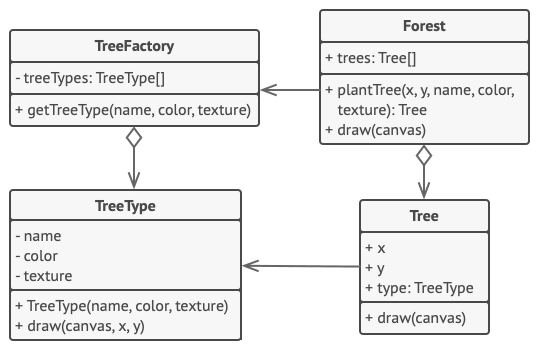 TreeFactory
- treeTypes: TreeType[]
+ getTreeType(name, color, texture)
Forest
+ trees: Tree[]
+ plantTree(x, y, name, color,
texture): Tree
+ draw(canvas)
TreeType
- name
- color
- texture
+ TreeType(name, color, texture)
+ draw(canvas, x, y)
Tree
+ x
+ y
+ type: TreeType
+ draw(canvas)